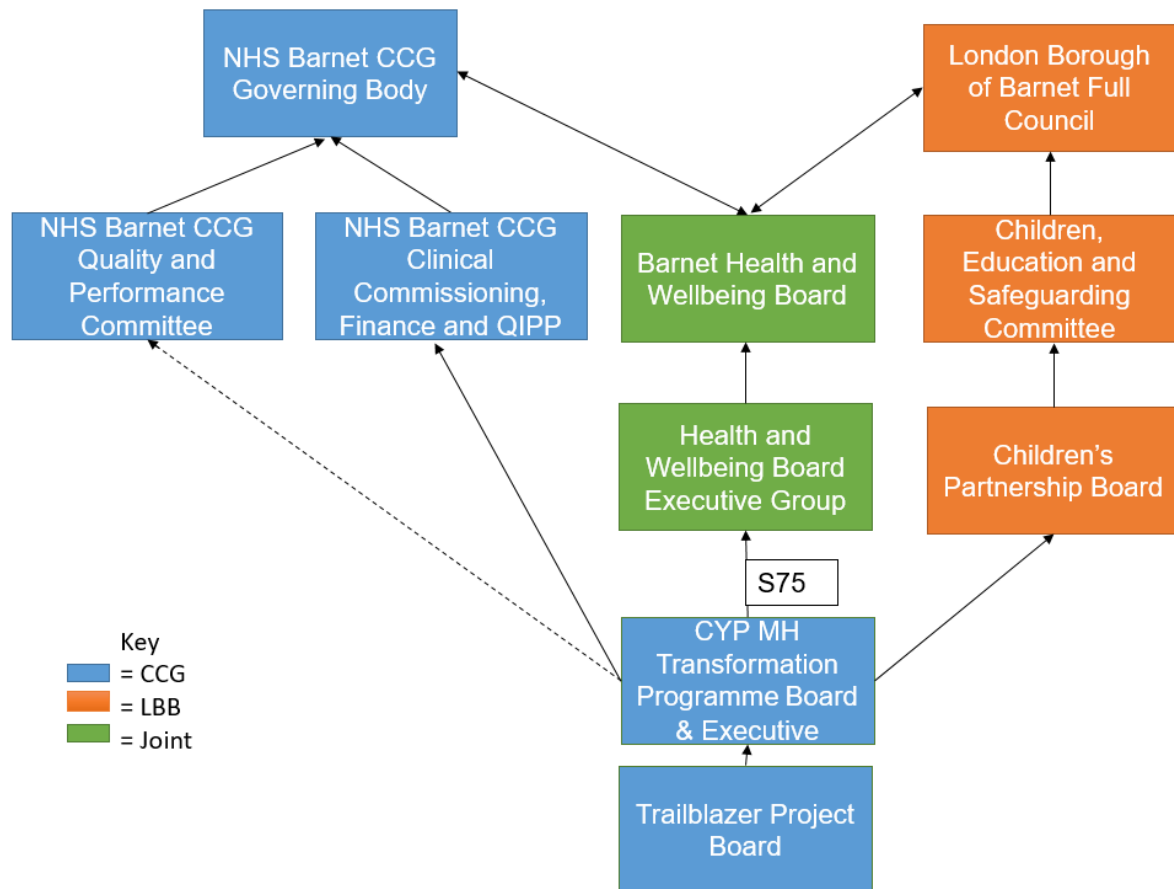 NHS Barnet CCG
Governing Body
London Borough
of Barnet Full
Council
NHS Barnet CCG
Quality and
Performance
Committee
NHS Barnet CCG
Clinical
Commissioning,
Finance and QIPP
Barnet Health and
Wellbeing Board
Children,
Education and
Safeguarding
Committee
Health and
Wellbeing Board
Executive Group
Children’s
Partnership Board
S75
CYP MH
Transformation
Programme Board
& Executive
Trailblazer Project
Board
Key
= CCG
= LBB
= Joint